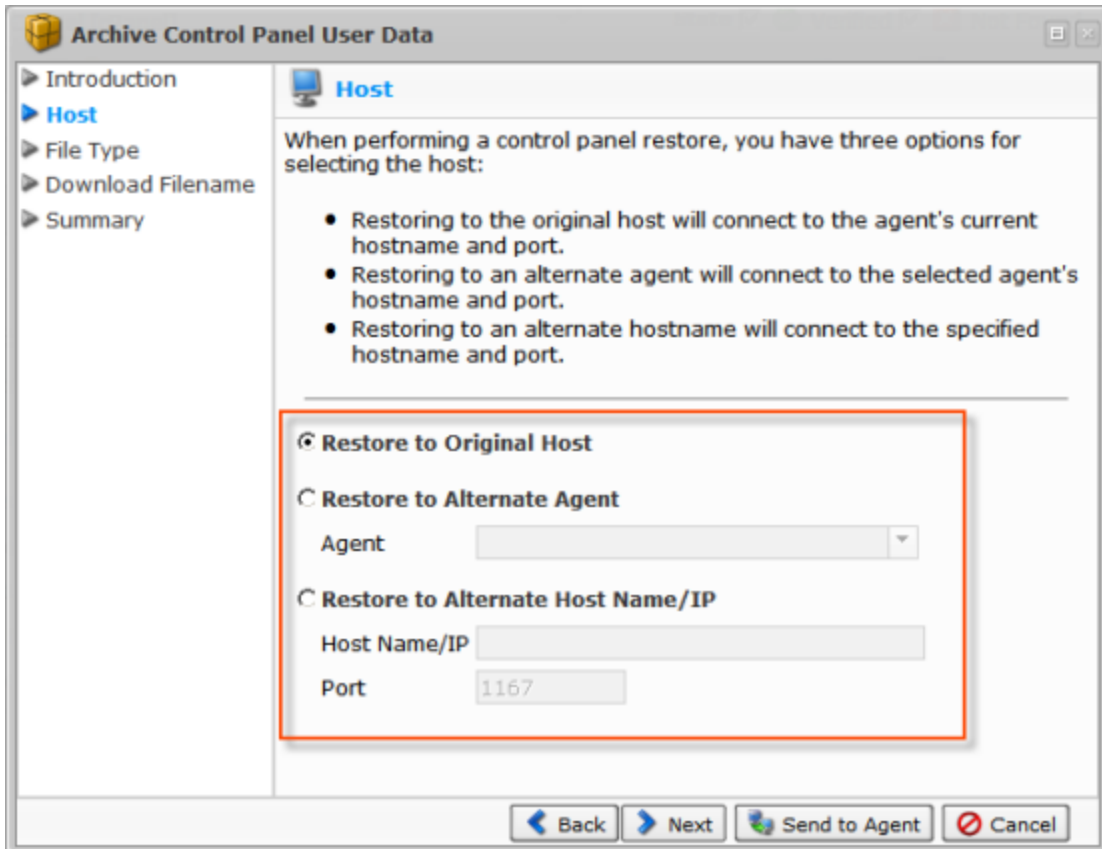 Archive Control Panel User Data
Introduction
Host
File Type
Download Filename
Summary
Host
When performing a control panel restore, you have three options for
selecting the host:
• Restoring to the original host will connect to the agent's current
hostname and port.
• Restoring to an alternate agent will connect to the selected agent's
hostname and port.
• Restoring to an alternate hostname will connect to the specified
hostname and port.
Restore to Original Host
Restore to Alternate Agent
Agent
Restore to Alternate Host Name/IP
Host Name/IP
Port 1167
Back Next Send to Agent Cancel